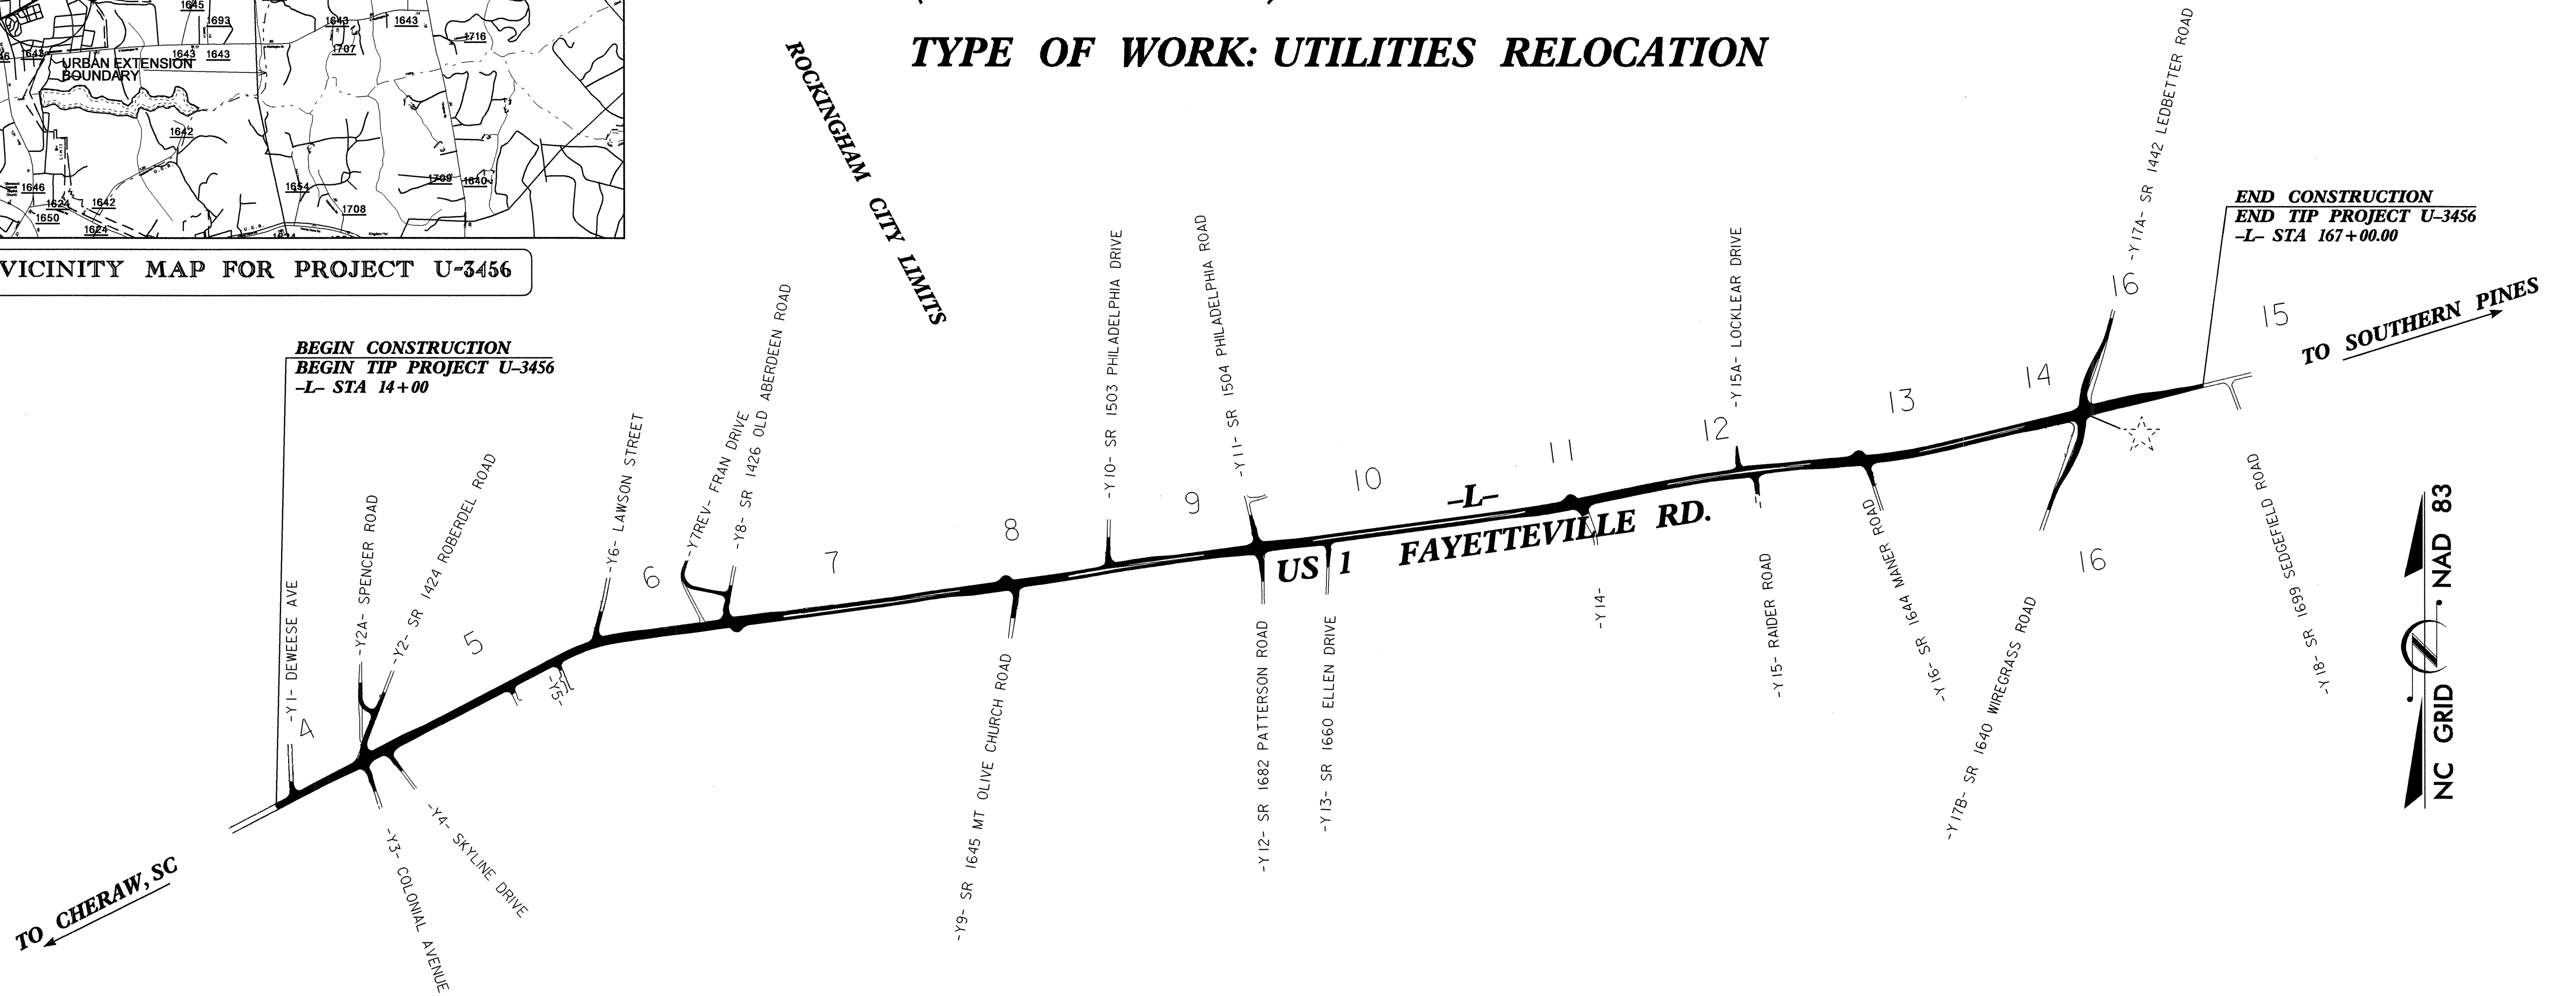 TYPE OF WORK: UTILITIES RELOCATION
1645
1693
1643
1643
1643
1643
1643
1707
1716
URBAN EXTENSION
BOUNDARY
1642
1646
1624
1642
1650
1624
1654
1708
1709
1640
VICINITY MAP FOR PROJECT U-3456
ROCKINGHAM CITY LIMITS
BEGIN CONSTRUCTION
BEGIN TIP PROJECT U–3456
–L– STA 14+00
END CONSTRUCTION
END TIP PROJECT U–3456
–L– STA 167+00.00
TO SOUTHERN PINES
TO CHERAW, SC
-Y1- DEWEESE AVE
-Y2A- SPENCER ROAD
-Y2- SR 1424 ROBERDEL ROAD
-Y3- COLONIAL AVENUE
-Y4- SKYLINE DRIVE
-Y5-
-Y6- LAWSON STREET
-Y7REV- FRAN DRIVE
-Y8- SR 1426 OLD ABERDEEN ROAD
-Y9- SR 1645 MT OLIVE CHURCH ROAD
-Y10- SR 1503 PHILADELPHIA DRIVE
-Y11- SR 1504 PHILADELPHIA ROAD
-Y12- SR 1682 PATTERSON ROAD
-Y13- SR 1660 ELLEN DRIVE
-Y14-
-Y15A- LOCKLEAR DRIVE
-Y15- RAIDER ROAD
-Y16- SR 1644 MANER ROAD
-Y17A- SR 1442 LEDBETTER ROAD
-Y17B- SR 1640 WIREGRASS ROAD
-Y18- SR 1699 SEDGEFIELD ROAD
4
5
6
7
8
9
10
11
12
13
14
15
16
16
–L–
US 1 FAYETTEVILLE RD.
NC GRID NAD 83